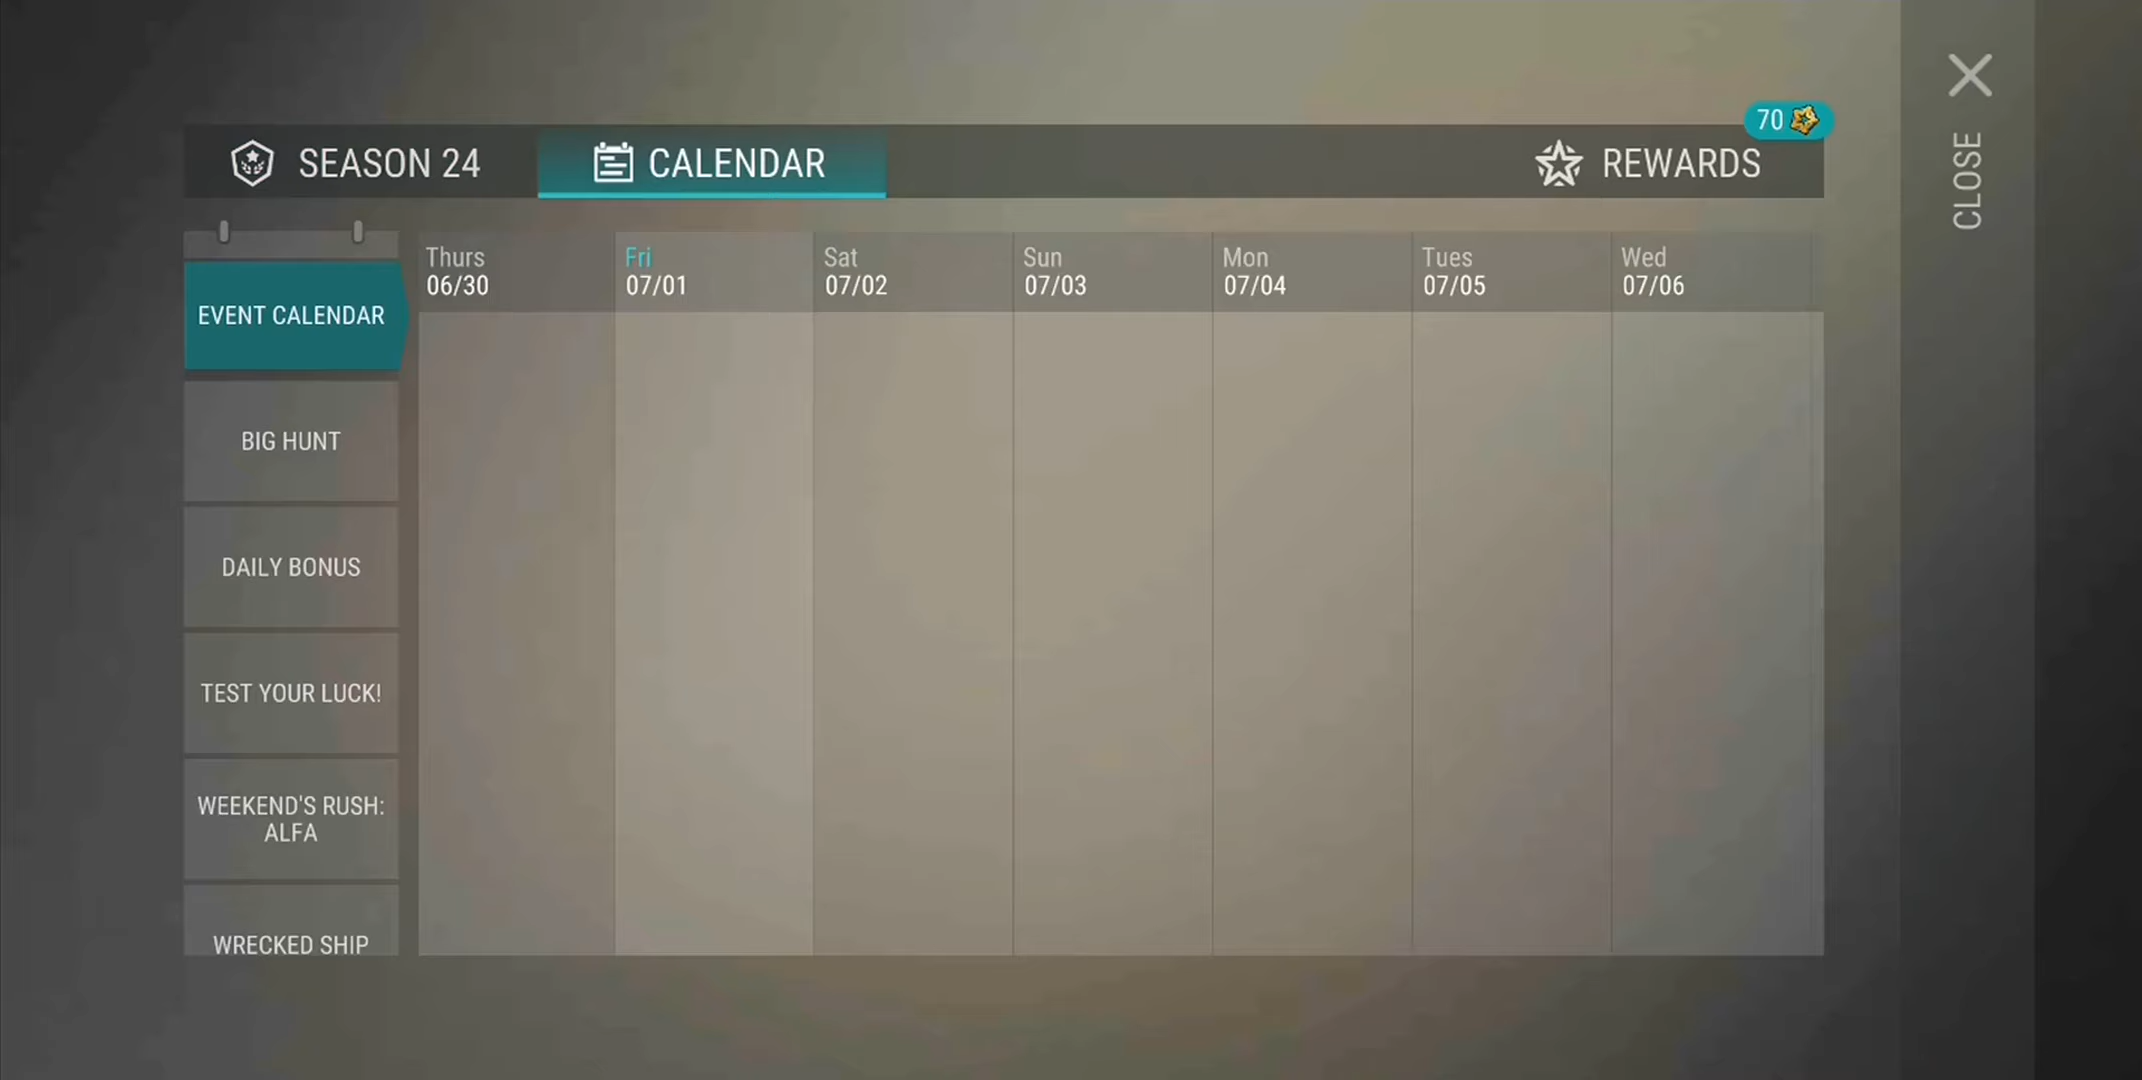 70
SEASON 24
CALENDAR
REWARDS
CLOSE
EVENT CALENDAR
BIG HUNT
DAILY BONUS
TEST YOUR LUCK!
WEEKEND'S RUSH:
ALFA
WRECKED SHIP
Thurs
06/30
Fri
07/01
Sat
07/02
Sun
07/03
Mon
07/04
Tues
07/05
Wed
07/06